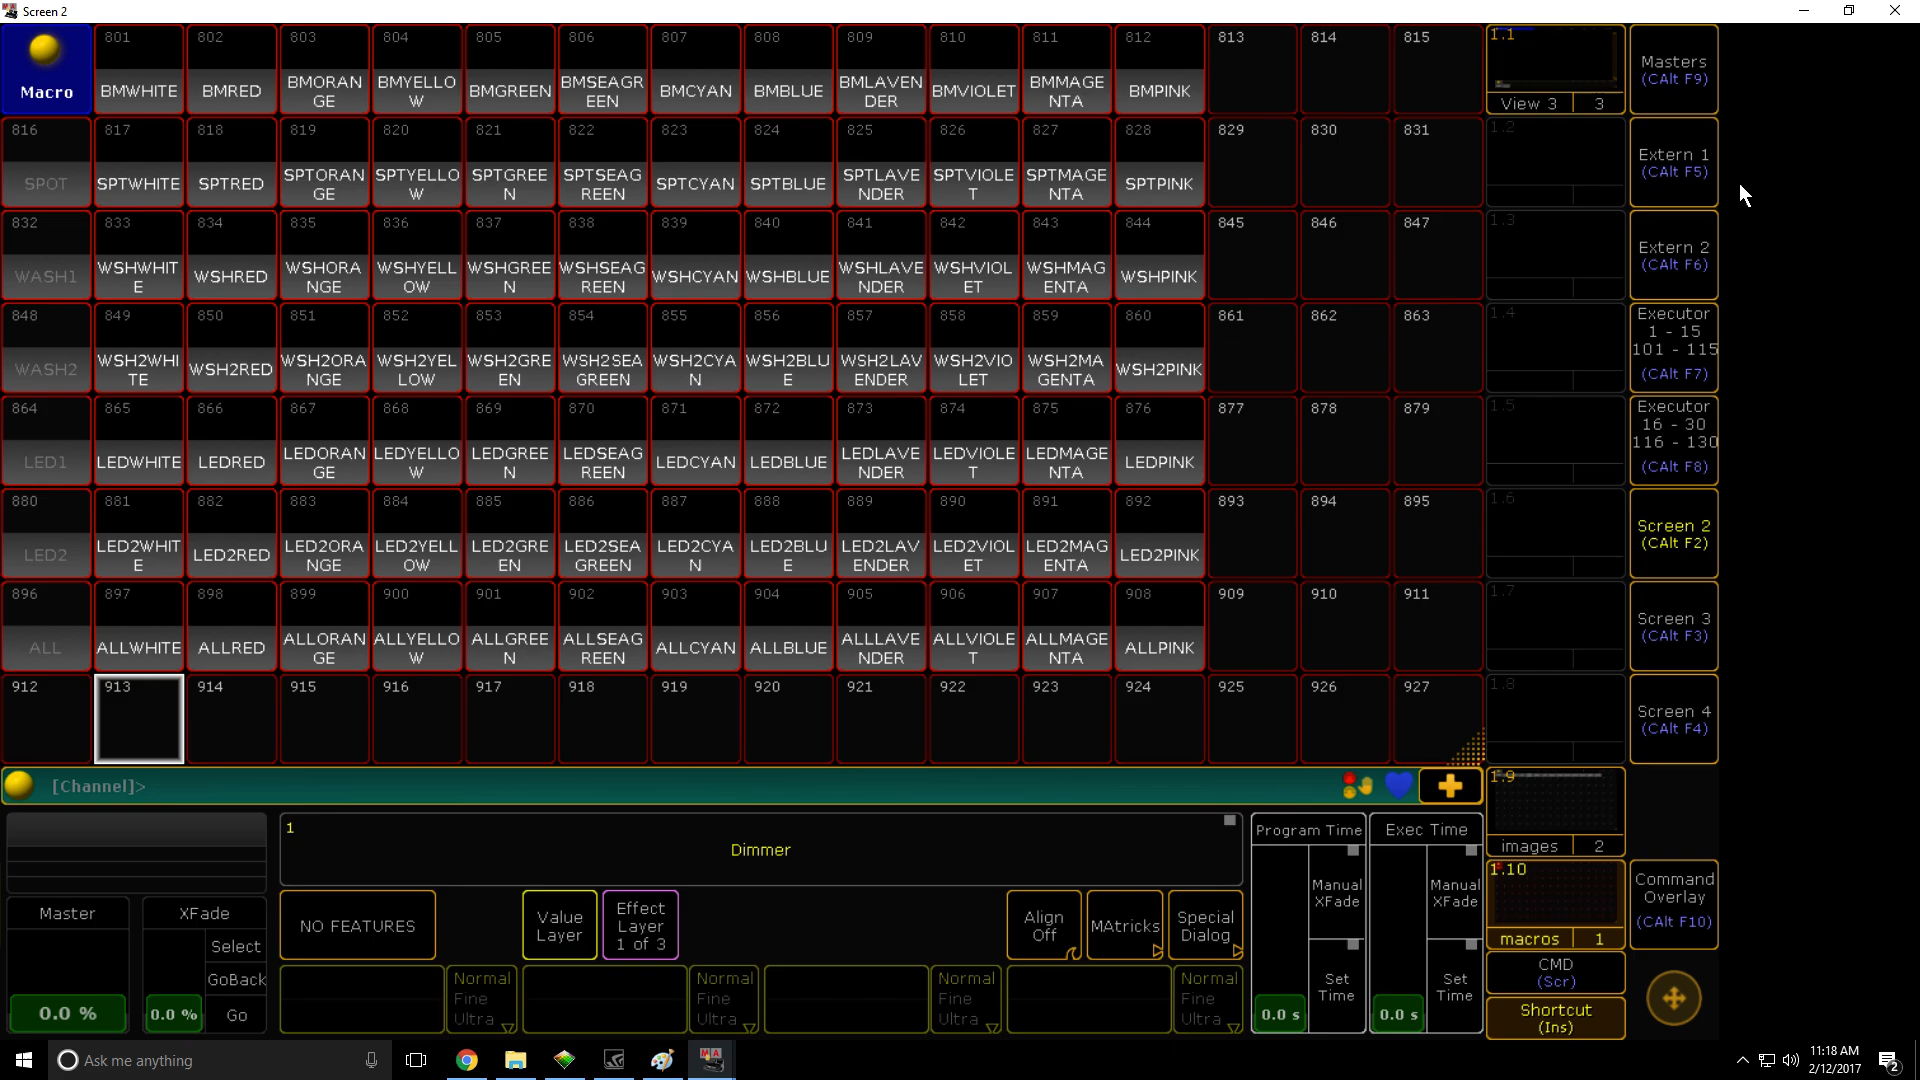 Screen 2
Macro
801 802 803 804 805 806 807 808 809 810 811 812 813 814 815
BMWHITE BMRED BMORAN
GE BMYELLO
W BMGREEN BMSEAGR
EEN BMCYAN BMBLUE BMLAVEN
DER BMVIOLET BMMAGE
NTA BMPINK
816 817 818 819 820 821 822 823 824 825 826 827 828 829 830 831
SPOT SPTWHITE SPTRED SPTORAN
GE SPTYELLO
W SPTGREE
N SPTSEAG
REEN SPTCYAN SPTBLUE SPTLAVE
NDER SPTVIOLE
T SPTMAGE
NTA SPTPINK
832 833 834 835 836 837 838 839 840 841 842 843 844 845 846 847
WASH1 WSHWHIT
E WSHRED WSHORA
NGE WSHYELL
OW WSHGREE
N WSHSEAG
REEN WSHCYAN WSHBLUE WSHLAVE
NDER WSHVIOL
ET WSHMAG
ENTA WSHPINK
848 849 850 851 852 853 854 855 856 857 858 859 860 861 862 863
WASH2 WSH2WHI
TE WSH2RED WSH2ORA
NGE WSH2YEL
LOW WSH2GRE
EN WSH2SEA
GREEN WSH2CYA
N WSH2BLU
E WSH2LAV
ENDER WSH2VIO
LET WSH2MA
GENTA WSH2PINK
864 865 866 867 868 869 870 871 872 873 874 875 876 877 878 879
LED1 LEDWHITE LEDRED LEDORAN
GE LEDYELLO
W LEDGREE
N LEDSEAG
REEN LEDCYAN LEDBLUE LEDLAVE
NDER LEDVIOLE
T LEDMAGE
NTA LEDPINK
880 881 882 883 884 885 886 887 888 889 890 891 892 893 894 895
LED2 LED2WHIT
E LED2RED LED2ORA
NGE LED2YELL
OW LED2GRE
EN LED2SEA
GREEN LED2CYA
N LED2BLU
E LED2LAV
ENDER LED2VIO
LET LED2MAG
ENTA LED2PINK
896 897 898 899 900 901 902 903 904 905 906 907 908 909 910 911
ALL ALLWHITE ALLRED ALLORAN
GE ALLYELLO
W ALLGREE
N ALLSEAG
REEN ALLCYAN ALLBLUE ALLLAVE
NDER ALLVIOLE
T ALLMAGE
NTA ALLPINK
912 913 914 915 916 917 918 919 920 921 922 923 924 925 926 927
1.1
View 3 3
1.2
1.3
1.4
1.5
1.6
1.7
1.8
1.9
images 2
1.10
macros 1
CMD
(Scr)
Shortcut
(Ins)
Masters
(CAlt F9)
Extern 1
(CAlt F5)
Extern 2
(CAlt F6)
Executor
1 - 15
101 - 115
(CAlt F7)
Executor
16 - 30
116 - 130
(CAlt F8)
Screen 2
(CAlt F2)
Screen 3
(CAlt F3)
Screen 4
(CAlt F4)
Command
Overlay
(CAlt F10)
[Channel]>
1
Dimmer
NO FEATURES
Value
Layer
Effect
Layer
1 of 3
Align
Off
MAtricks
Special
Dialog
Master
0.0 %
XFade
Select
GoBack
Go
0.0 %
Normal
Fine
Ultra
Normal
Fine
Ultra
Normal
Fine
Ultra
Normal
Fine
Ultra
Program Time
Manual
XFade
Set
Time
0.0 s
Exec Time
Manual
XFade
Set
Time
0.0 s
Ask me anything
11:18 AM
2/12/2017
2